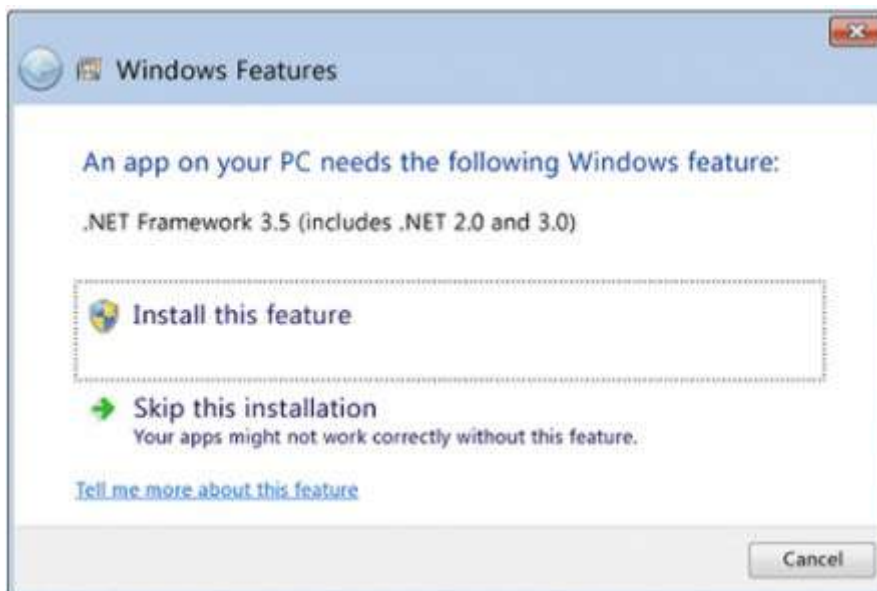 Windows Features
An app on your PC needs the following Windows feature:
.NET Framework 3.5 (includes .NET 2.0 and 3.0)
Install this feature
Skip this installation
Your apps might not work correctly without this feature.
Tell me more about this feature
Cancel